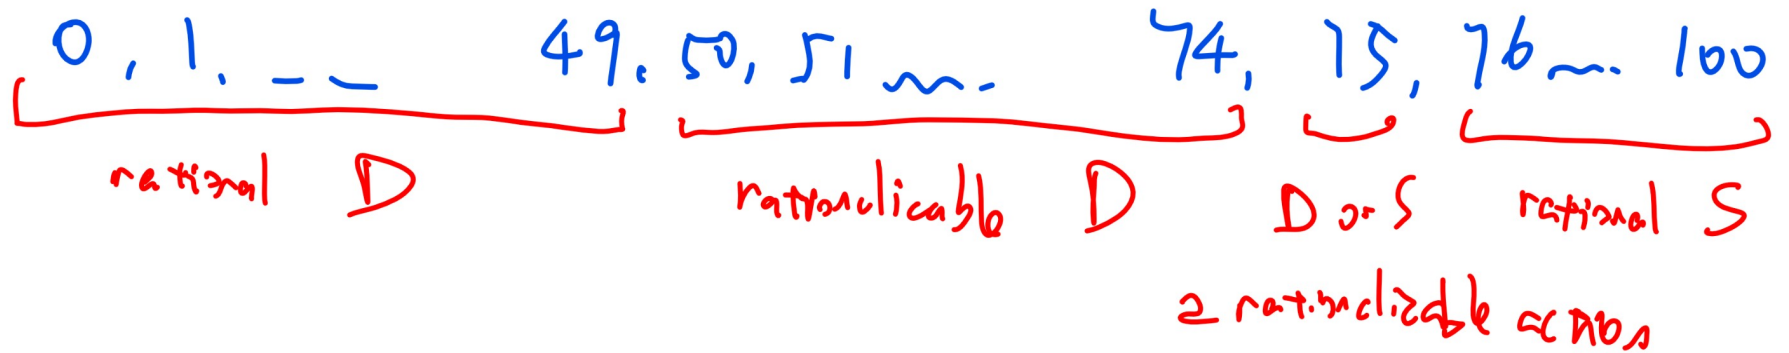 0, 1, -- 49. 50, 51 ~~. 74, 75, 76 ~.. 100
rational D rationalizable D D or S rational S
2 rationalizable actions